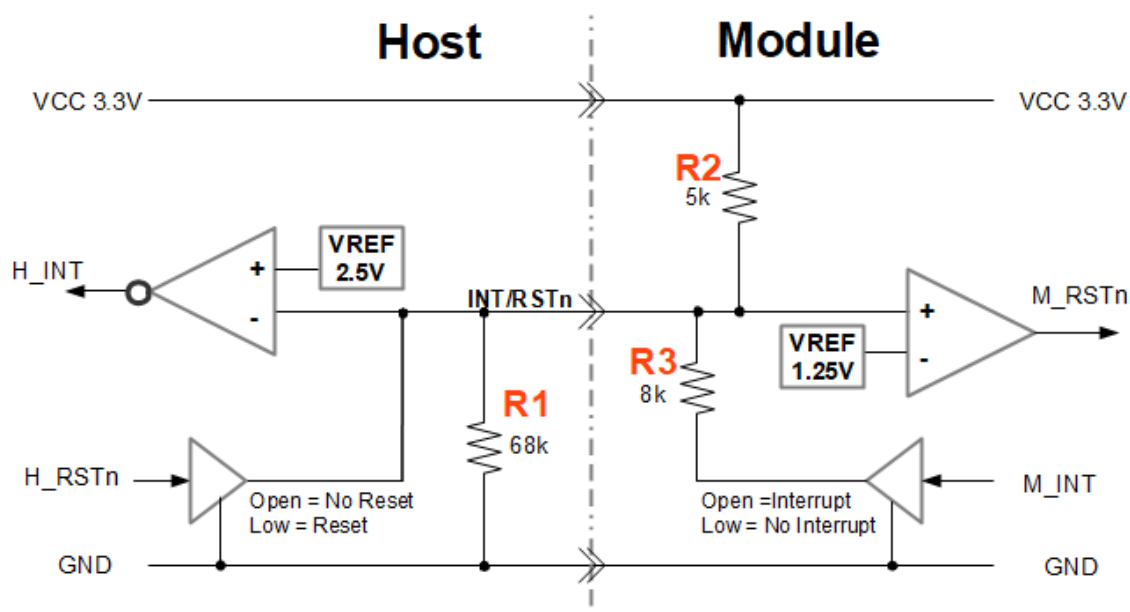 Host
Module
VCC 3.3V
VCC 3.3V
R2
5k
VREF
2.5V
+
-
H_INT
INT/RSTn
M_RSTn
+
-
VREF
1.25V
R3
8k
R1
68k
H_RSTn
Open = No Reset
Low = Reset
Open =Interrupt
Low = No Interrupt
M_INT
GND
GND